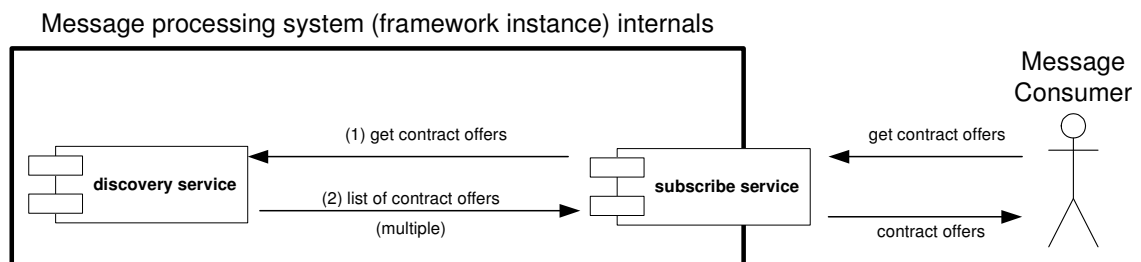 Message processing system (framework instance) internals
Message
Consumer
(1) get contract offers
get contract offers
discovery service
subscribe service
(2) list of contract offers
(multiple)
contract offers